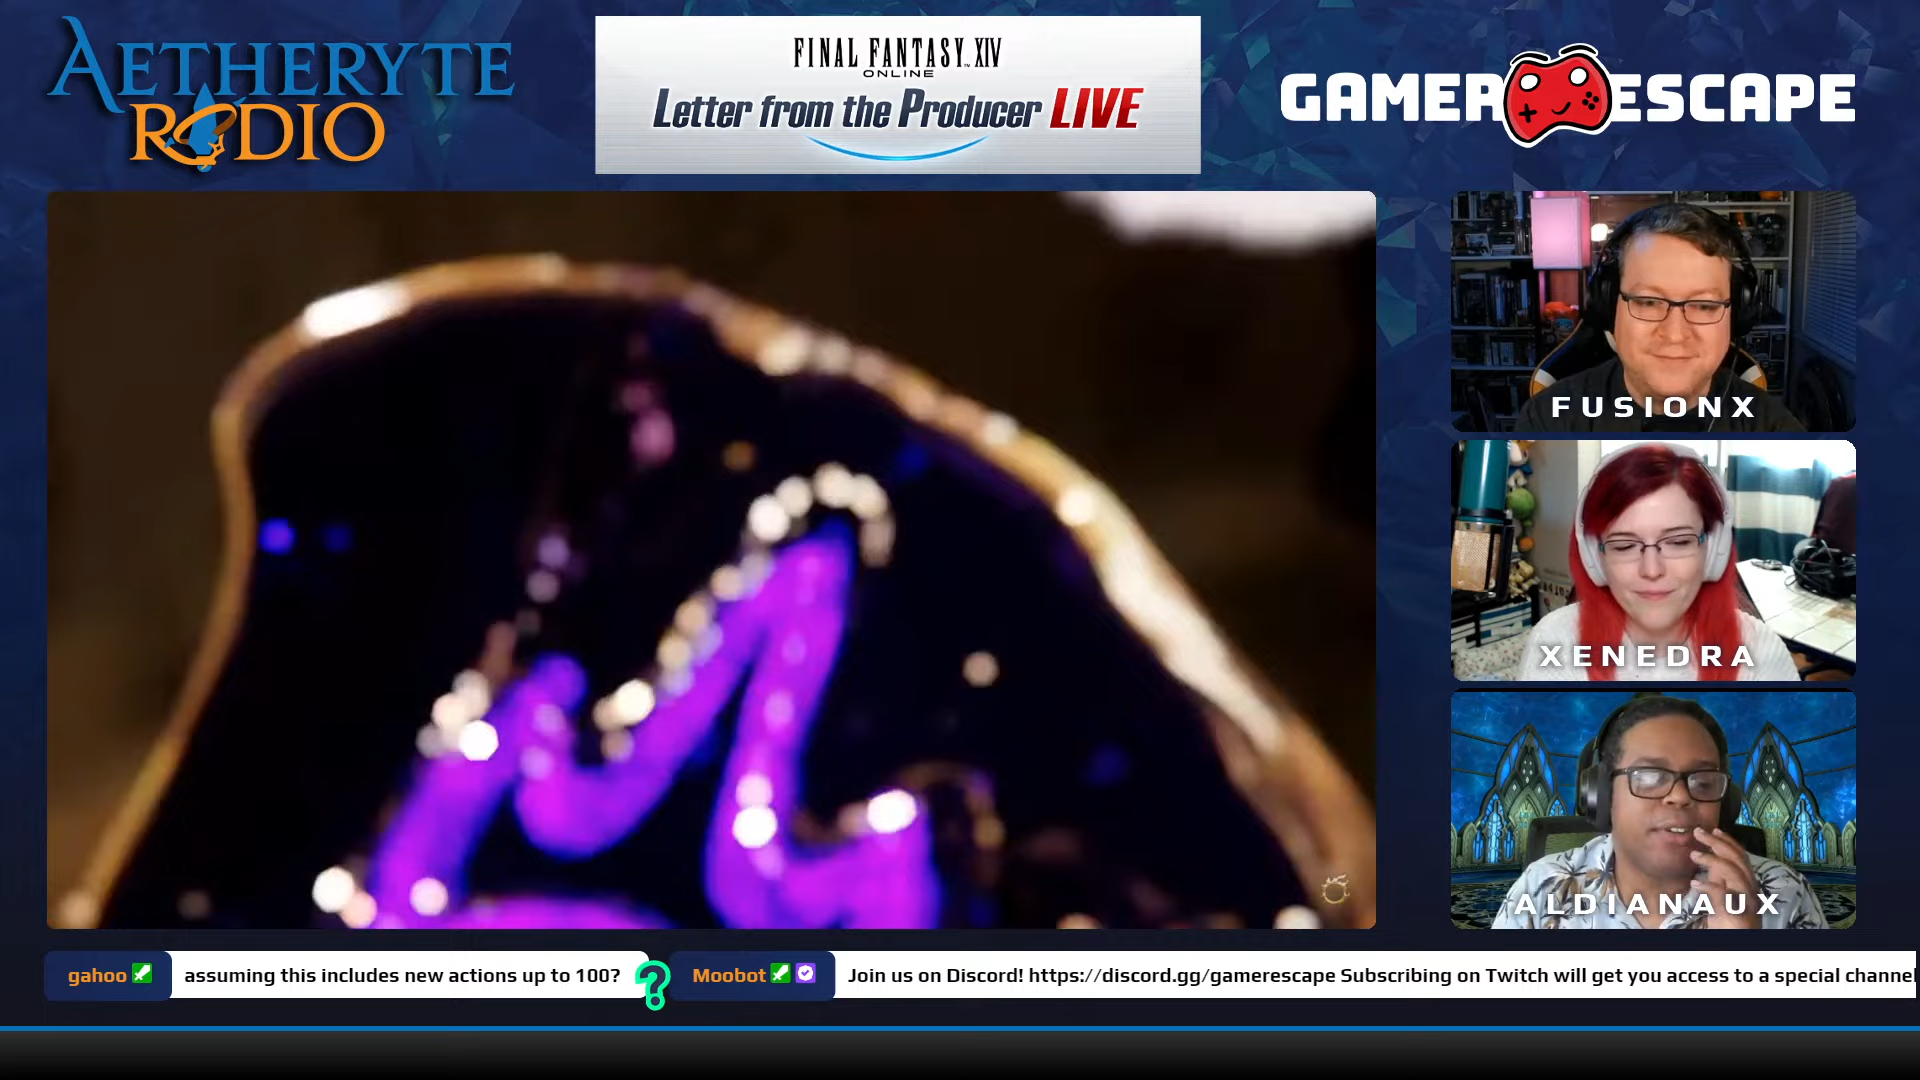 AETHERYTE
RADIO
FINAL FANTASY XIV
ONLINE
Letter from the Producer LIVE
GAMER ESCAPE
FUSIONX
XENEDRA
ALDIANAUX
gahoo assuming this includes new actions up to 100? Moobot Join us on Discord! https://discord.gg/gamerescape Subscribing on Twitch will get you access to a special channel